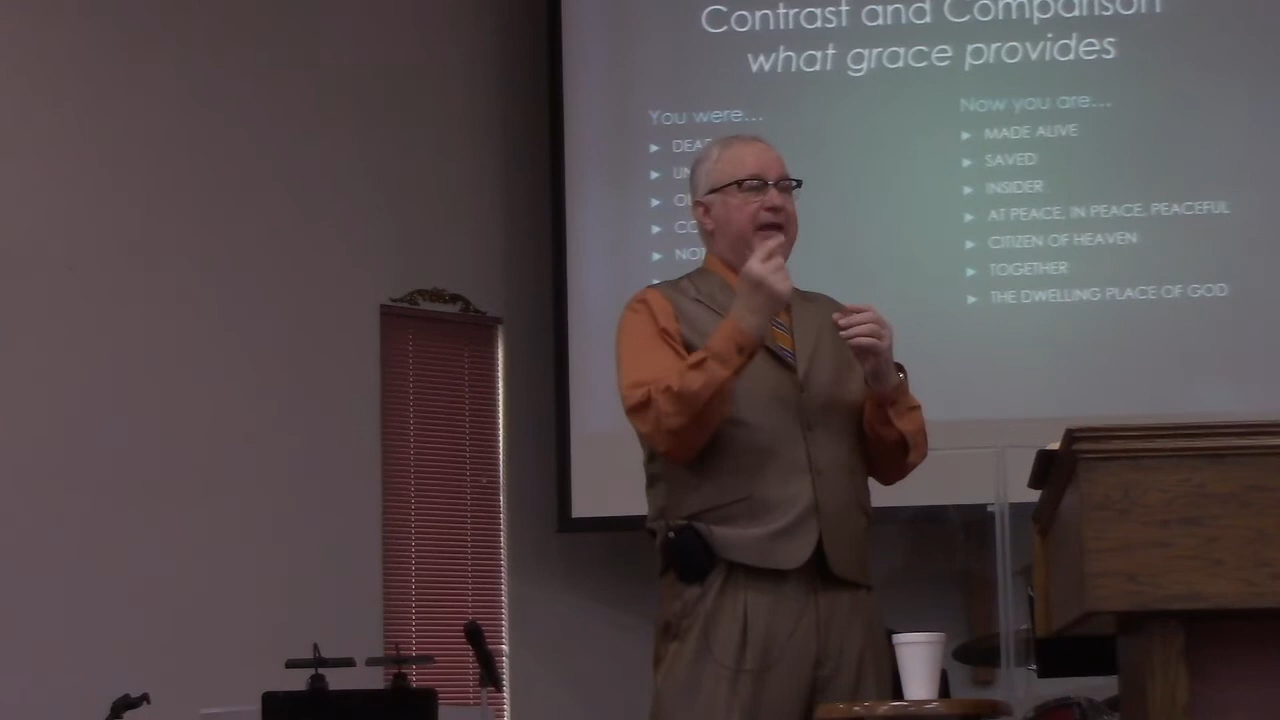 Contrast and Comparison
what grace provides
You were...
NOT
Now you are...
► MADE ALIVE
► SAVED
► INSIDER
► AT PEACE, IN PEACE, PEACEFUL
► CITIZEN OF HEAVEN
► TOGETHER
► THE DWELLING PLACE OF GOD